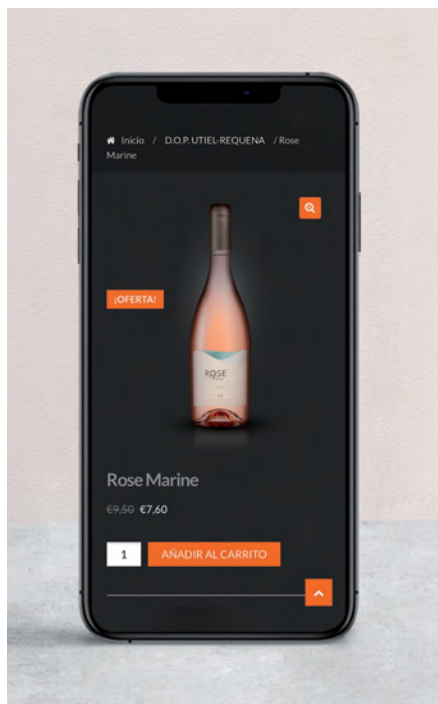 Inicio / D.O.P. UTIEL-REQUENA / Rose
Marine
¡OFERTA!
ROSE
Rose Marine
€9,50 €7,60
1 AÑADIR AL CARRITO